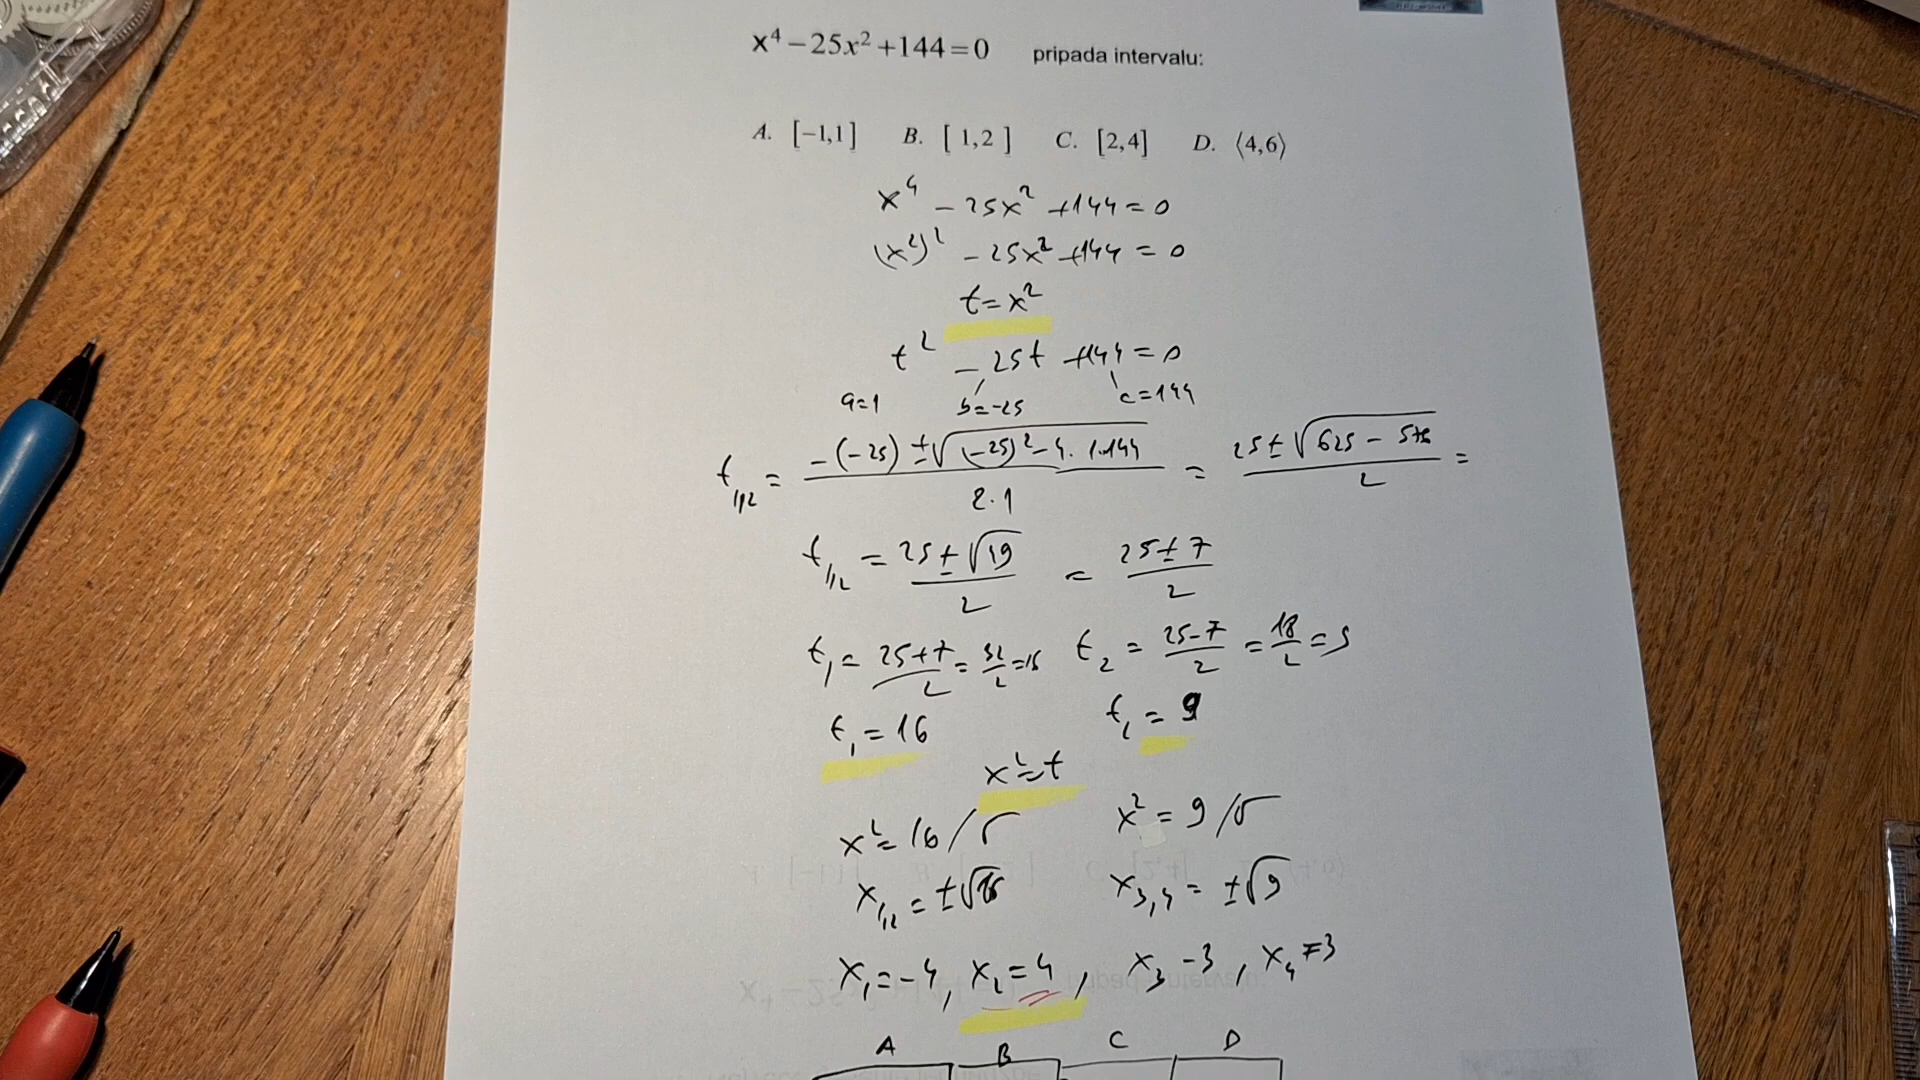 x⁴ − 25x² + 144 = 0 pripada intervalu:
A. [−1,1] B. [ 1,2 ] C. [2,4] D. ⟨4,6⟩
x⁴ − 25x² + 144 = 0
(x²)² − 25x² + 144 = 0
t = x²
t² − 25t + 144 = 0
a=1 b=-25 c=144
t₁,₂ = (−(−25) ± √((−25)² − 4·1·144)) / (2·1) = (25 ± √(625 − 576)) / 2 =
t₁,₂ = (25 ± √49) / 2 = (25 ± 7) / 2
t₁ = (25+7)/2 = 32/2 = 16 t₂ = (25−7)/2 = 18/2 = 9
t₁ = 16 t₂ = 9
x² = t
x² = 16 /√ x² = 9 /√
x₁,₂ = ±√16 x₃,₄ = ±√9
x₁ = −4, x₂ = 4, x₃ −3, x₄ = 3
A B C D